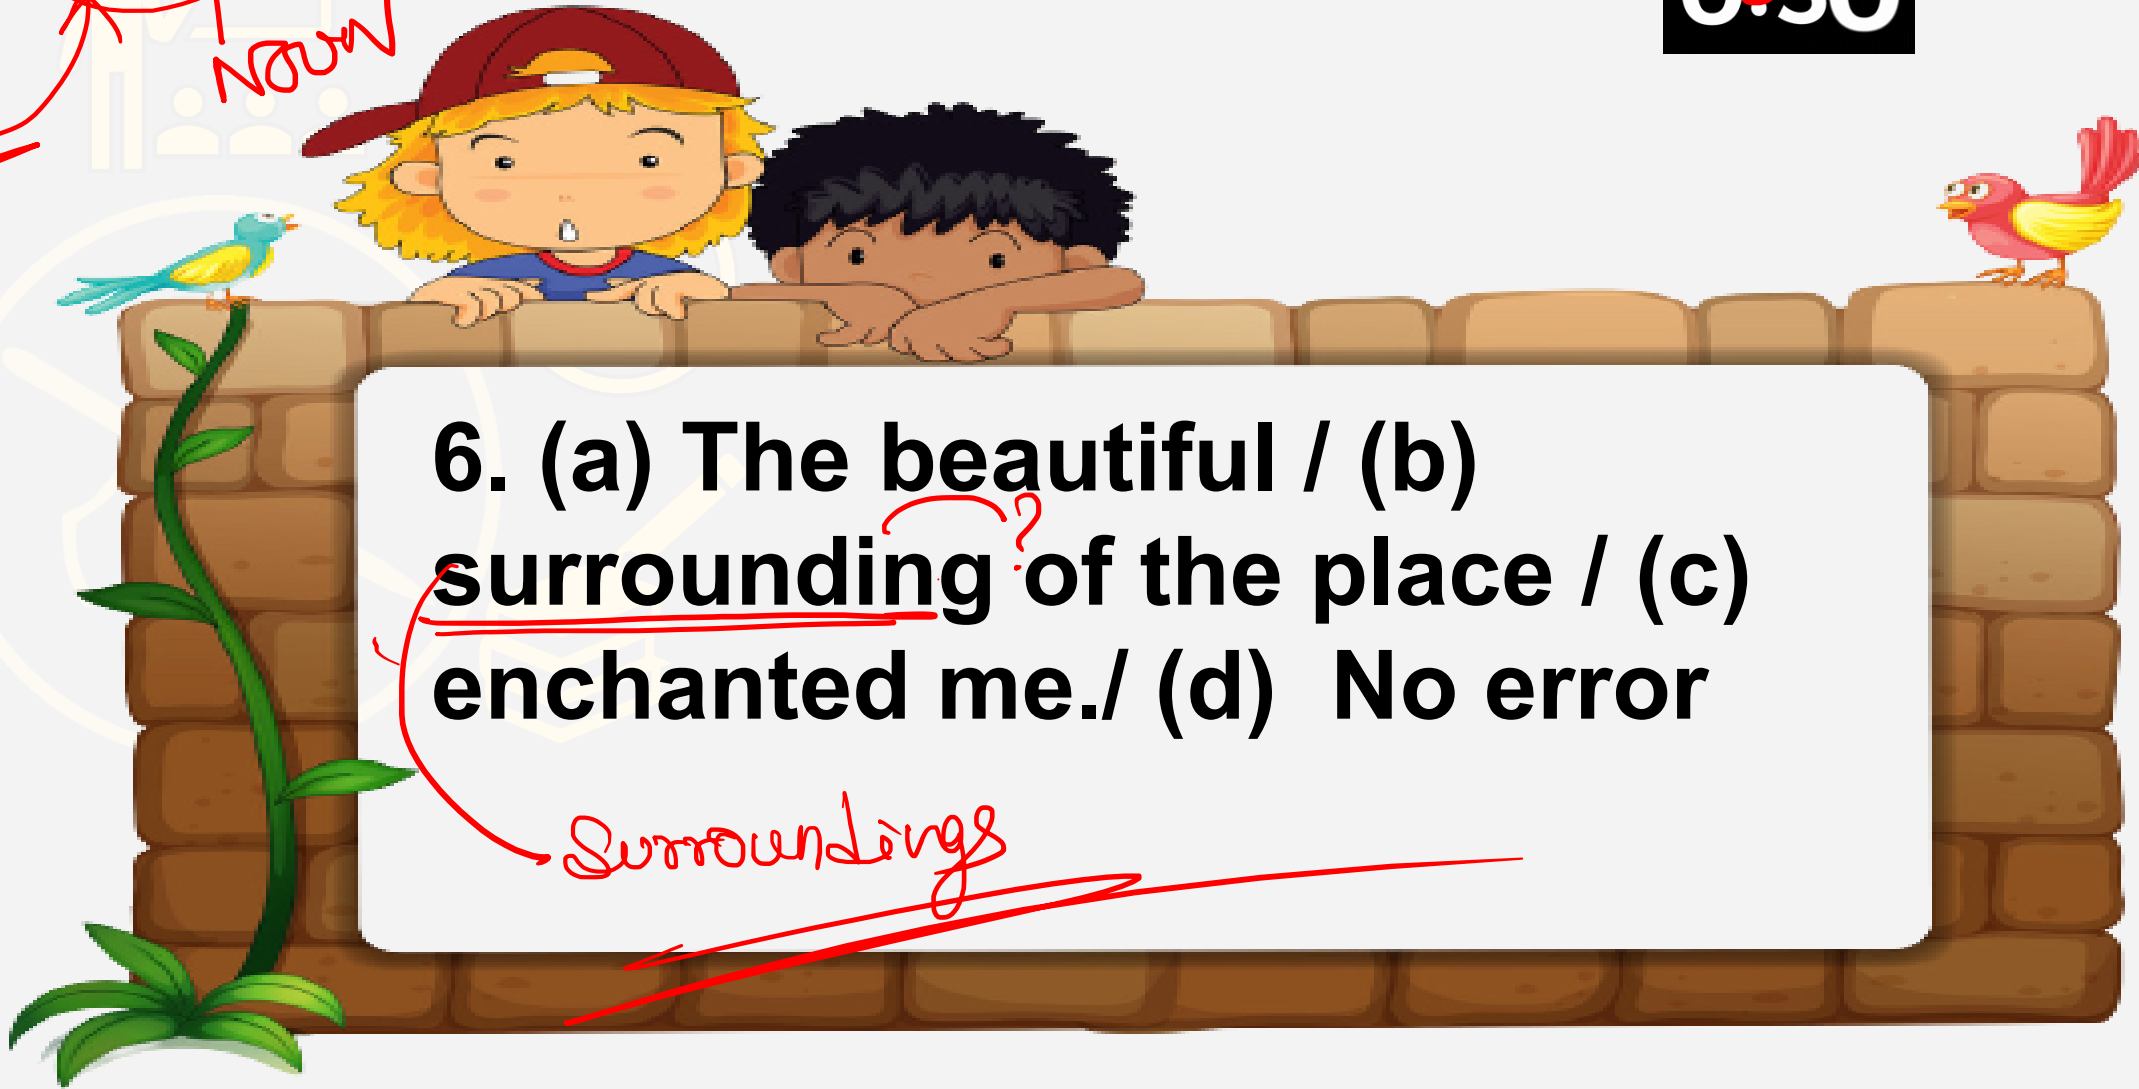 NOUN
6. (a) The beautiful / (b)
surrounding ? of the place / (c)
enchanted me./ (d) No error
Surroundings